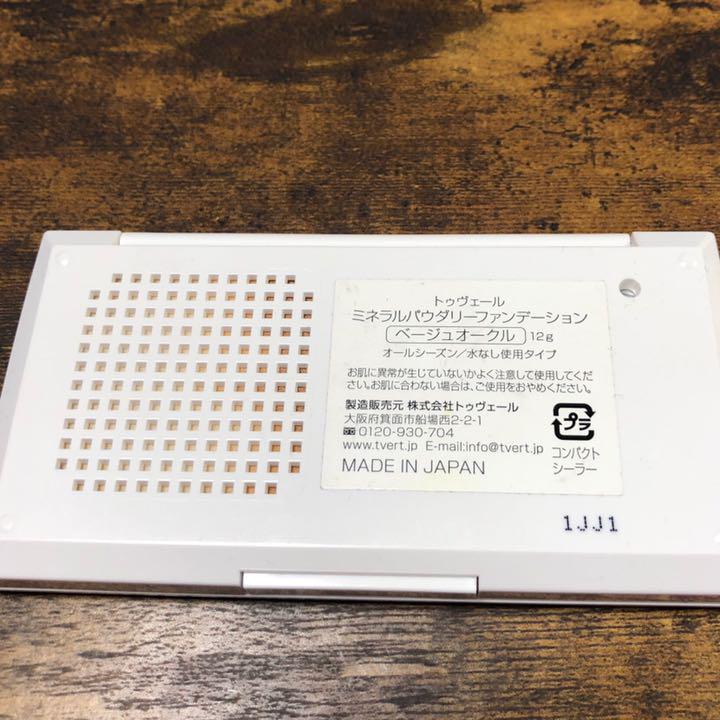 トゥヴェール
ミネラルパウダリーファンデーション
ベージュオークル 12g
オールシーズン/水なし使用タイプ
お肌に異常が生じていないかよく注意して使用してくだ
さい。お肌に合わない場合は、ご使用をおやめください。
製造販売元 株式会社トゥヴェール
大阪府箕面市船場西2-2-1
0120-930-704
www.tvert.jp E-mail:info@tvert.jp
MADE IN JAPAN
プラ
コンパクト
シーラー
1JJ1